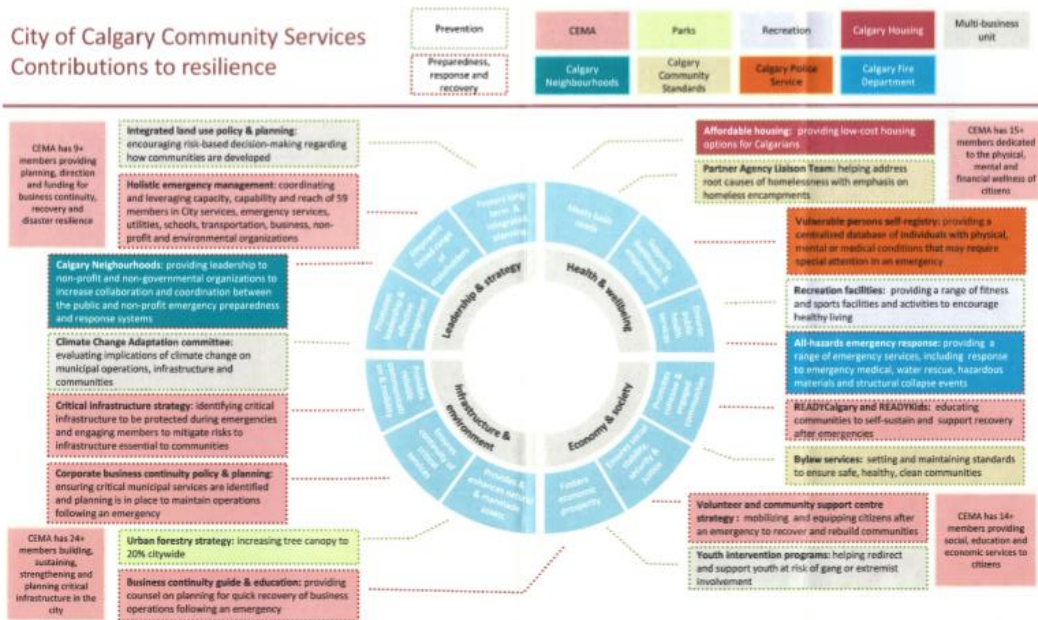 City of Calgary Community Services
Contributions to resilience
Prevention
Preparedness,
response and
recovery
CEMA
Parks
Recreation
Calgary Housing
Multi-business
unit
Calgary
Neighbourhoods
Calgary
Community
Standards
Calgary Police
Service
Calgary Fire
Department
CEMA has 9+
members providing
planning, direction
and funding for
business continuity,
recovery and
disaster resilience
Integrated land use policy & planning:
encouraging risk-based decision-making regarding
how communities are developed
Holistic emergency management: coordinating
and leveraging capacity, capability and reach of 59
members in City services, emergency services,
utilities, schools, transportation, business, non-
profit and environmental organizations
Calgary Neighourhoods: providing leadership to
non-profit and non-governmental organizations to
increase collaboration and coordination between
the public and non-profit emergency preparedness
and response systems
Climate Change Adaptation committee:
evaluating implications of climate change on
municipal operations, infrastructure and
communities
Critical infrastructure strategy: identifying critical
infrastructure to be protected during emergencies
and engaging members to mitigate risks to
infrastructure essential to communities
Corporate business continuity policy & planning:
ensuring critical municipal services are identified
and planning is in place to maintain operations
following an emergency
CEMA has 24+
members building,
sustaining,
strengthening and
planning critical
infrastructure in the
city
Urban forestry strategy: increasing tree canopy to
20% citywide
Business continuity guide & education: providing
counsel on planning for quick recovery of business
operations following an emergency
Leadership & strategy
Health & wellbeing
Infrastructure &
environment
Economy & society
Meets basic
needs
Fosters
economic
prosperity
Affordable housing: providing low-cost housing
options for Calgarians
Partner Agency Liaison Team: helping address
root causes of homelessness with emphasis on
homeless encampments
CEMA has 15+
members dedicated
to the physical,
mental and
financial wellness of
citizens
Vulnerable persons self-registry: providing a
centralized database of individuals with physical,
mental or medical conditions that may require
special attention in an emergency
Recreation facilities: providing a range of fitness
and sports facilities and activities to encourage
healthy living
All-hazards emergency response: providing a
range of emergency services, including response
to emergency medical, water rescue, hazardous
materials and structural collapse events
READYCalgary and READYKids: educating
communities to self-sustain and support recovery
after emergencies
Bylaw services: setting and maintaining standards
to ensure safe, healthy, clean communities
Volunteer and community support centre
strategy : mobilizing and equipping citizens after
an emergency to recover and rebuild communities
Youth intervention programs: helping redirect
and support youth at risk of gang or extremist
involvement
CEMA has 14+
members providing
social, education and
economic services to
citizens